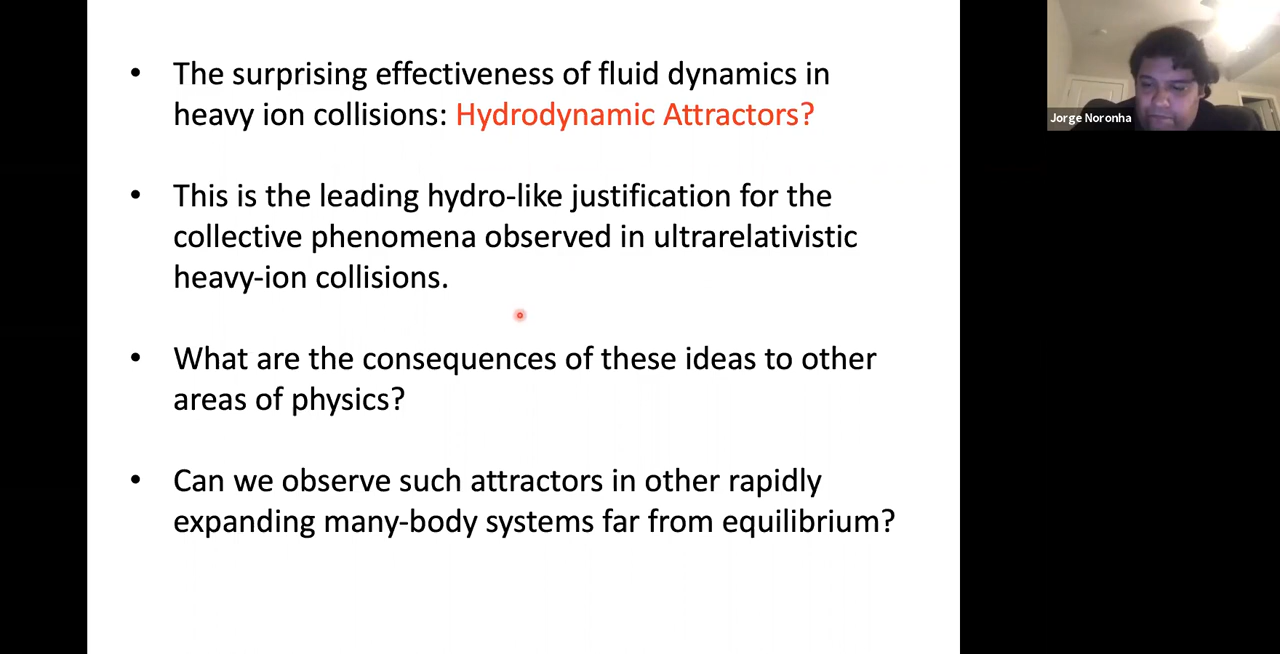 • The surprising effectiveness of fluid dynamics in
heavy ion collisions: Hydrodynamic Attractors?
• This is the leading hydro-like justification for the
collective phenomena observed in ultrarelativistic
heavy-ion collisions.
• What are the consequences of these ideas to other
areas of physics?
• Can we observe such attractors in other rapidly
expanding many-body systems far from equilibrium?
Jorge Noronha